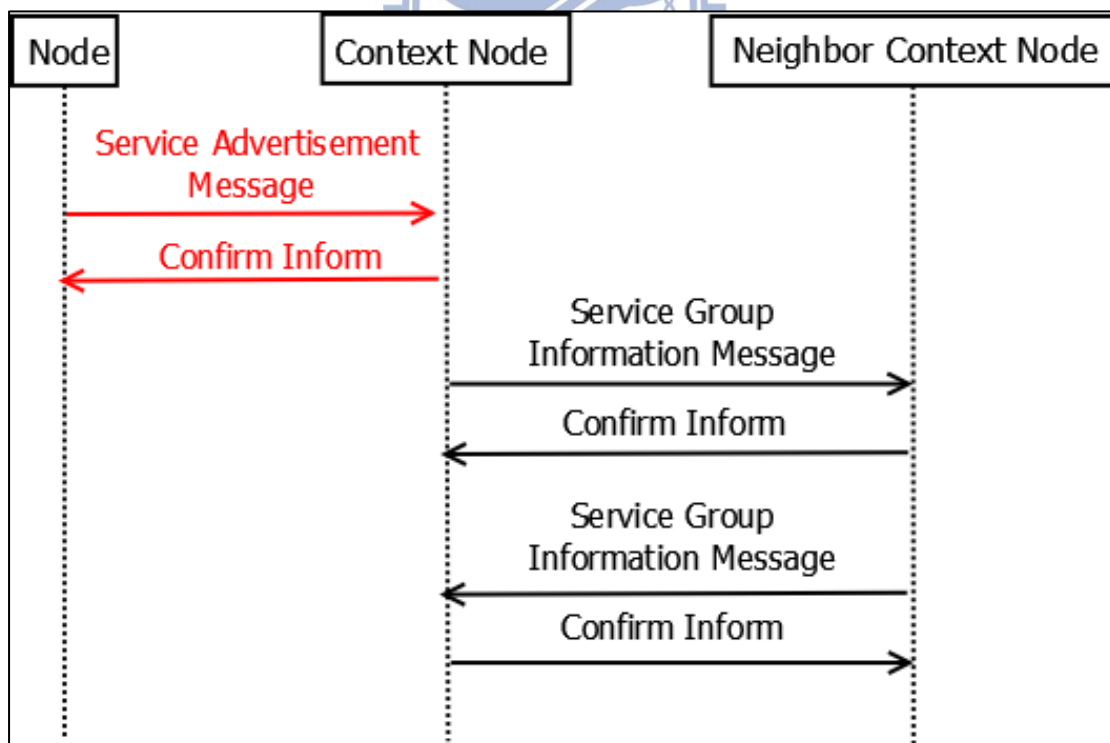 Node
Context Node
Neighbor Context Node
Service Advertisement
Message
Confirm Inform
Service Group
Information Message
Confirm Inform
Service Group
Information Message
Confirm Inform